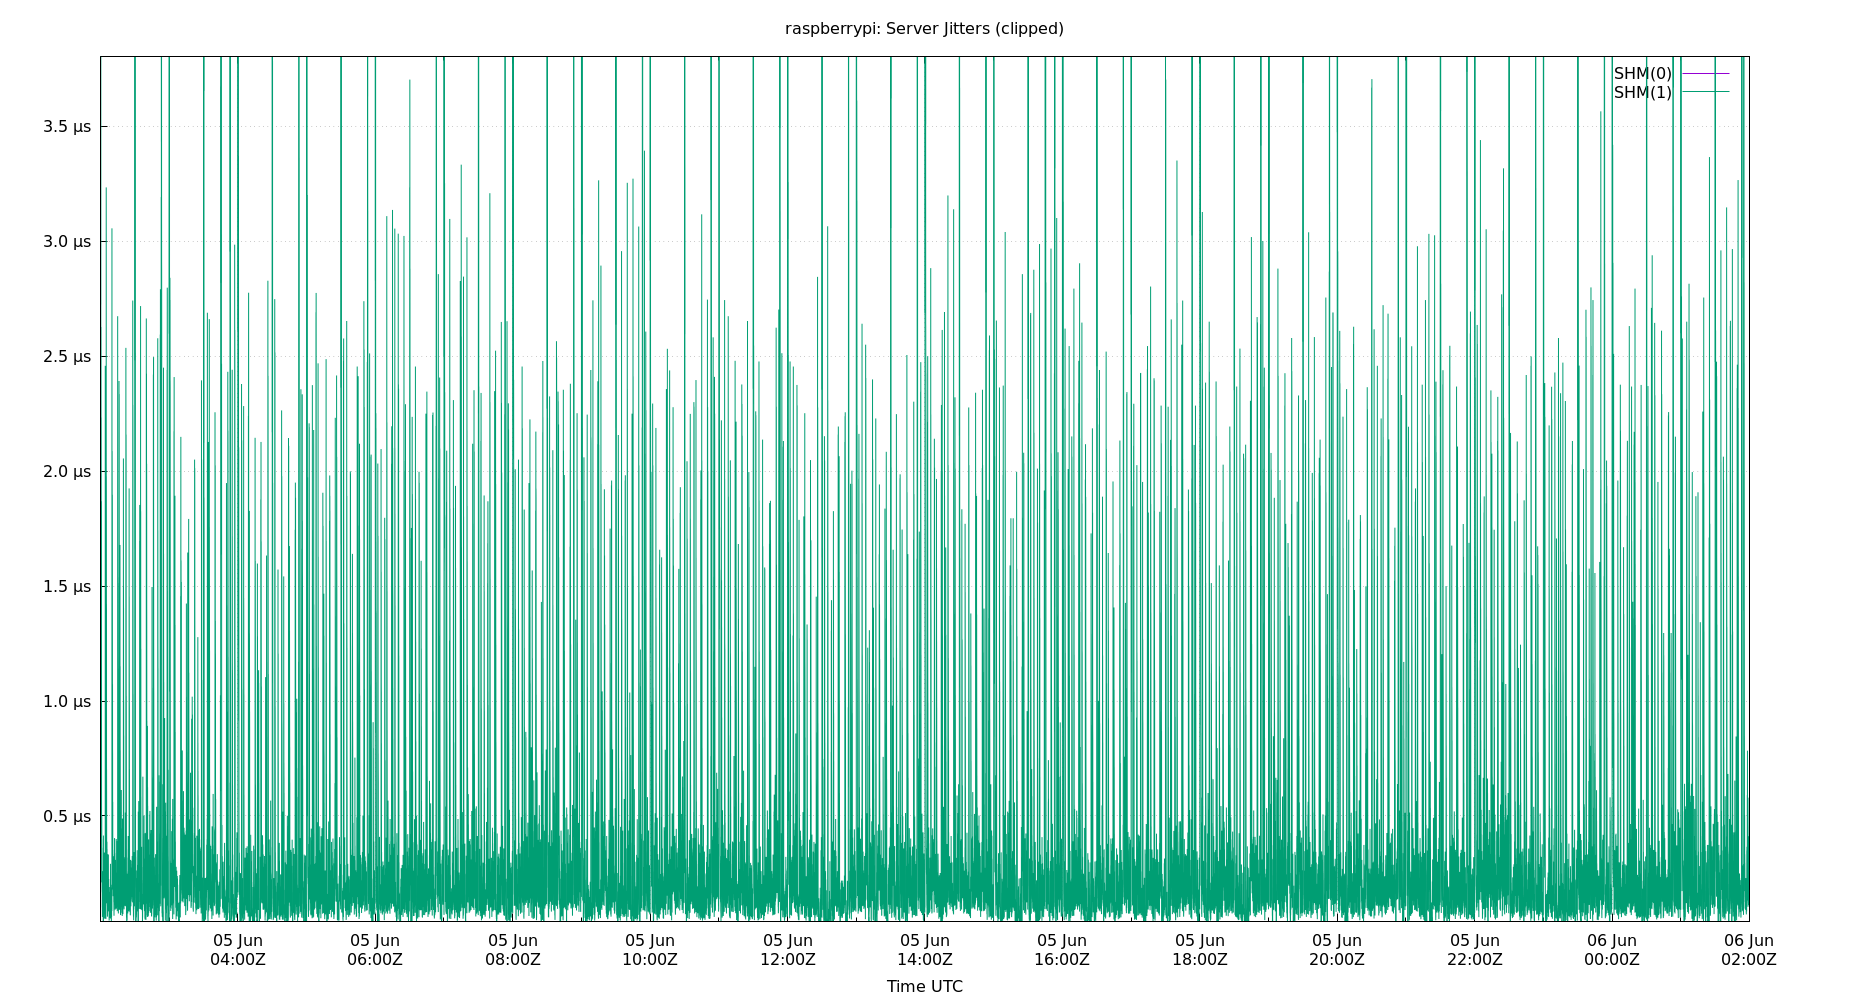 raspberrypi: Server Jitters (clipped)
SHM(0)
SHM(1)
3.5 μs
3.0 μs
2.5 μs
2.0 μs
1.5 μs
1.0 μs
0.5 μs
05 Jun 05 Jun 05 Jun 05 Jun 05 Jun 05 Jun 05 Jun 05 Jun 05 Jun 05 Jun 06 Jun 06 Jun
04:00Z 06:00Z 08:00Z 10:00Z 12:00Z 14:00Z 16:00Z 18:00Z 20:00Z 22:00Z 00:00Z 02:00Z
Time UTC